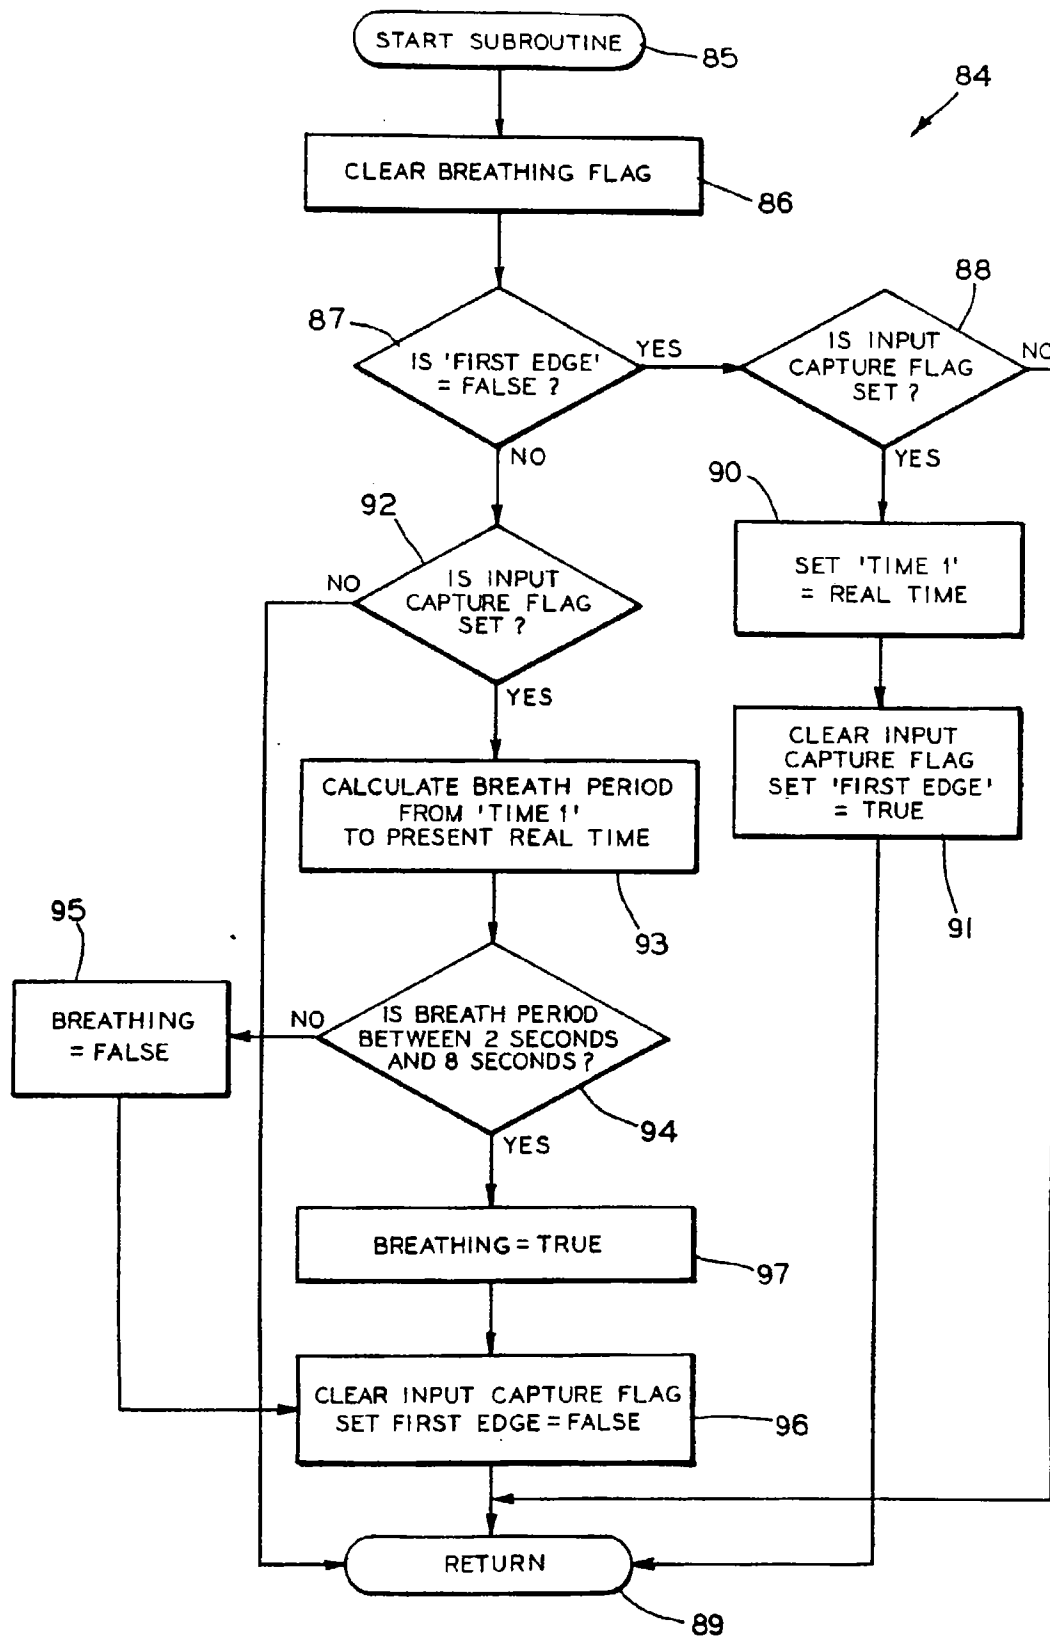 START SUBROUTINE
85
84
CLEAR BREATHING FLAG
86
88
87
IS 'FIRST EDGE'
= FALSE ?
YES
IS INPUT
CAPTURE FLAG
SET ?
NO
NO
YES
92
90
IS INPUT
CAPTURE FLAG
SET ?
NO
YES
SET 'TIME 1'
= REAL TIME
CLEAR INPUT
CAPTURE FLAG
SET 'FIRST EDGE'
= TRUE
91
CALCULATE BREATH PERIOD
FROM 'TIME 1'
TO PRESENT REAL TIME
93
95
BREATHING
= FALSE
NO
IS BREATH PERIOD
BETWEEN 2 SECONDS
AND 8 SECONDS ?
94
YES
BREATHING = TRUE
97
CLEAR INPUT CAPTURE FLAG
SET FIRST EDGE = FALSE
96
RETURN
89